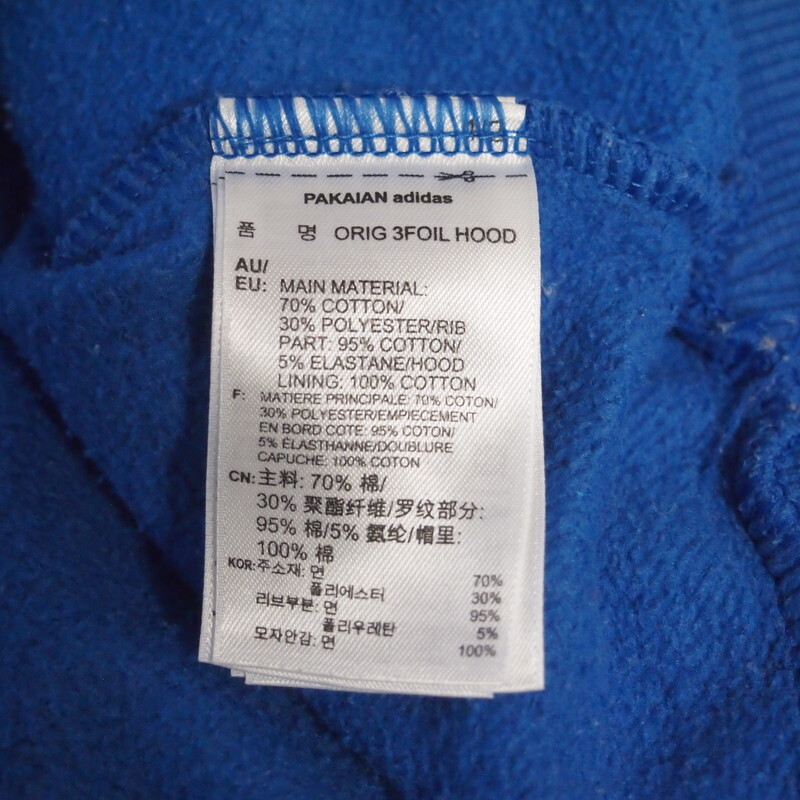 PAKAIAN adidas
품 명 ORIG 3FOIL HOOD
AU/
EU: MAIN MATERIAL:
70% COTTON/
30% POLYESTER/RIB
PART: 95% COTTON/
5% ELASTANE/HOOD
LINING: 100% COTTON
F: MATIERE PRINCIPALE: 70% COTON/
30% POLYESTER/EMPIECEMENT
EN BORD COTE: 95% COTON/
5% ÉLASTHANNE/DOUBLURE
CAPUCHE: 100% COTON
CN: 主料: 70% 棉/
30% 聚酯纤维/罗纹部分:
95% 棉/5% 氨纶/帽里:
100% 棉
KOR: 주소재: 면 70%
폴리에스터 30%
리브부분: 면 95%
폴리우레탄 5%
모자안감: 면 100%